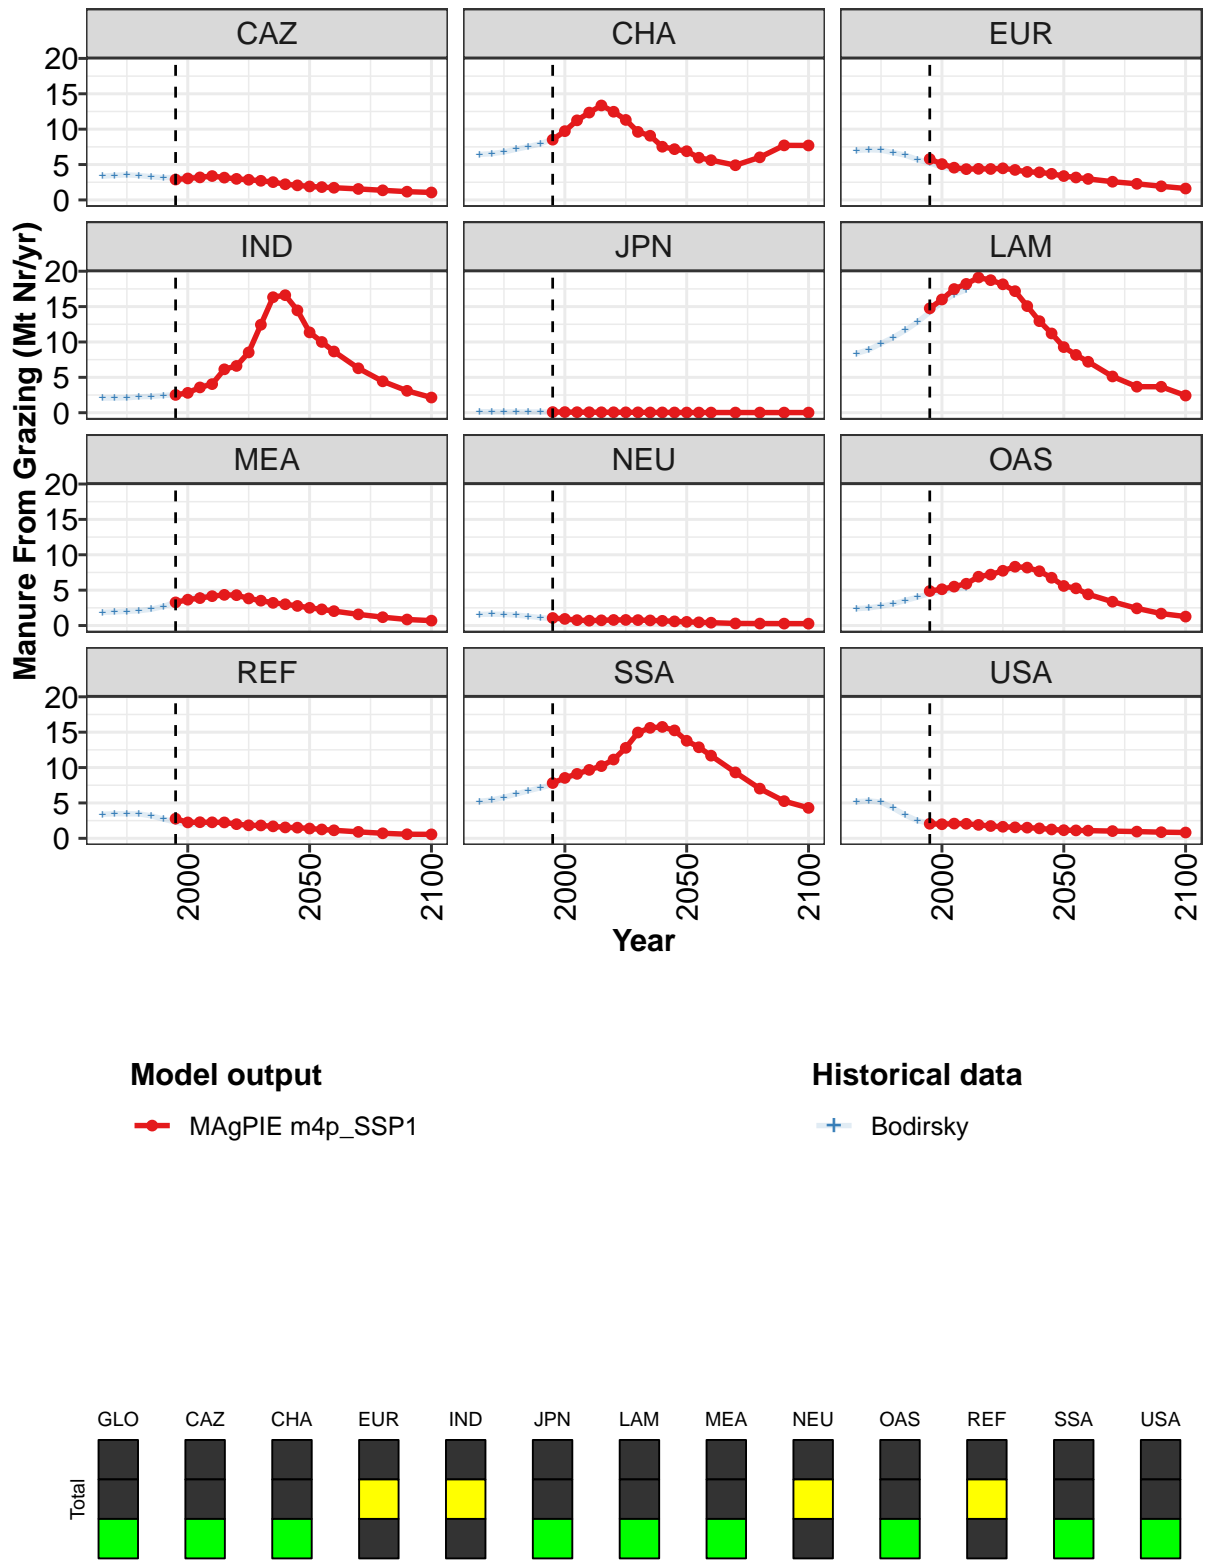 CAZ CHA EUR
20
15
10
5
0
IND JPN LAM
20
15
10
5
0
MEA NEU OAS
20
15
10
5
0
REF SSA USA
20
15
10
5
0
Manure From Grazing (Mt Nr/yr)
2000 2050 2100 2000 2050 2100 2000 2050 2100
Year
Model output Historical data
MAgPIE m4p_SSP1 Bodirsky
GLO CAZ CHA EUR IND JPN LAM MEA NEU OAS REF SSA USA
Total